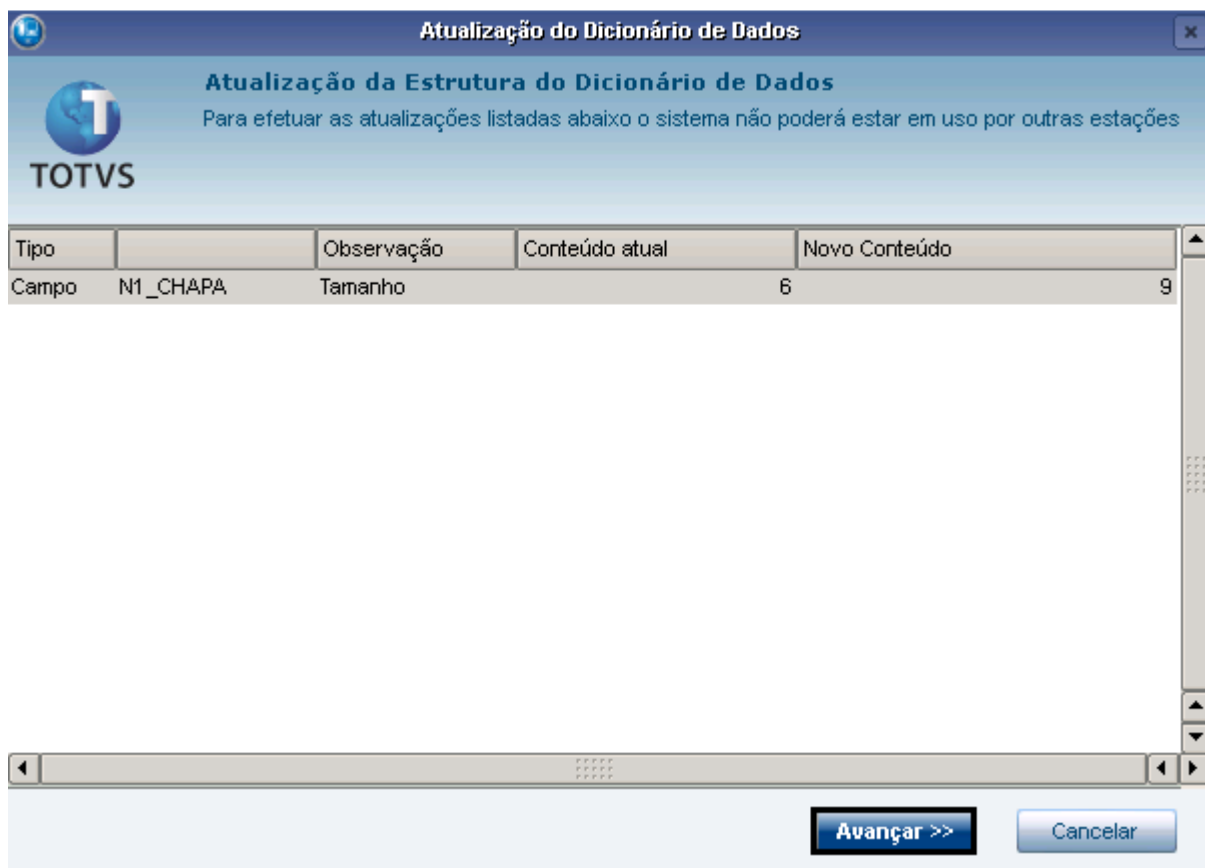 Atualização do Dicionário de Dados
Atualização da Estrutura do Dicionário de Dados
Para efetuar as atualizações listadas abaixo o sistema não poderá estar em uso por outras estações
TOTVS
Tipo Observação Conteúdo atual Novo Conteúdo
Campo N1_CHAPA Tamanho 6 9
Avançar >> Cancelar